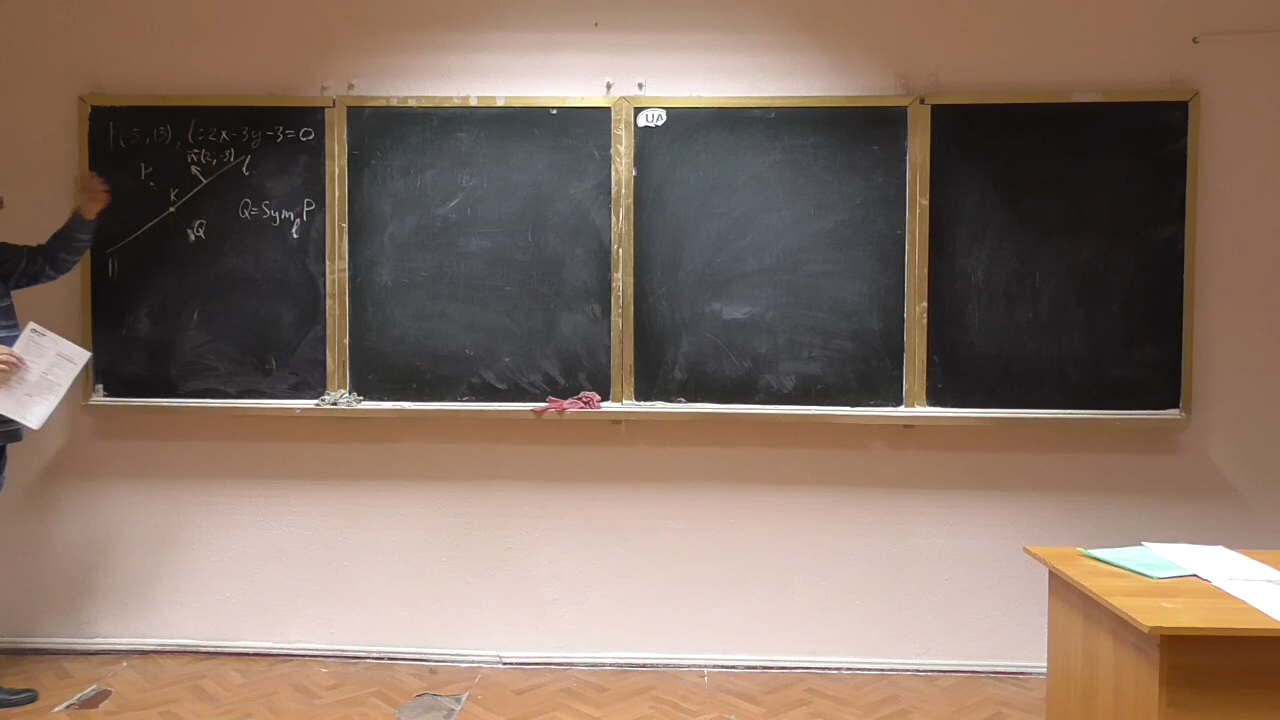 P(-5, 13), l: 2x-3y-3=0
n(2; -3) l
P
K
Q=Sym_l P
Q
UA